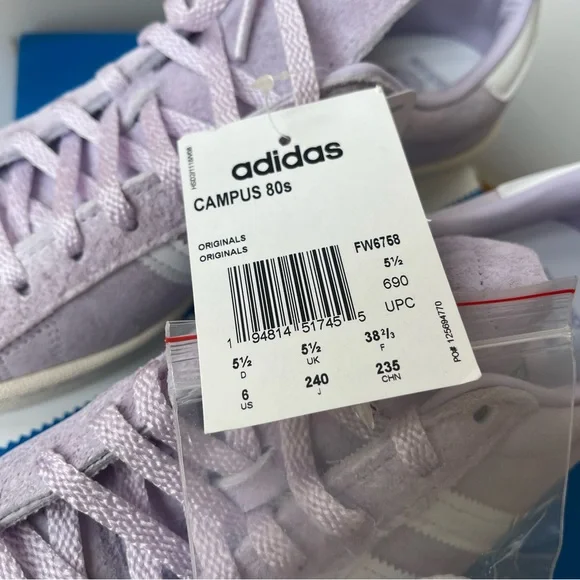 adidas
CAMPUS 80s
ORIGINALS
ORIGINALS
FW6758
5½
690
UPC
1 94814 51745 5
5½ 5½ 38⅔
D UK F
6 240 235
US J CHN
PO# 125694770